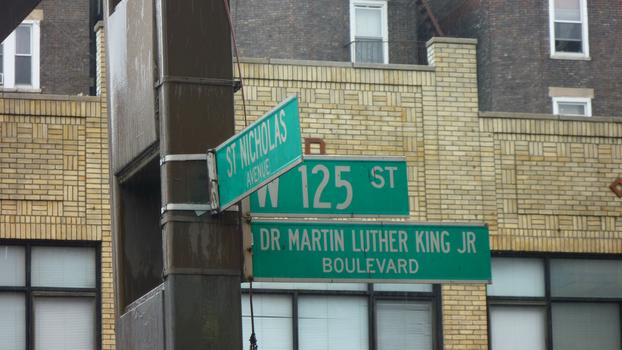 ST NICHOLAS
AVENUE
W 125 ST
DR. MARTIN LUTHER KING JR
BOULEVARD